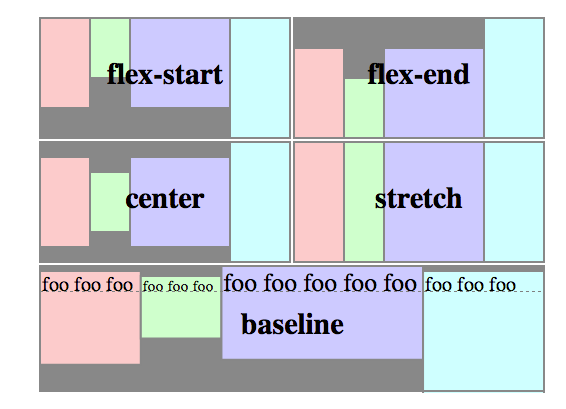 flex-start
flex-end
center
stretch
foo foo foo
foo foo foo
foo foo foo foo foo
foo foo foo
baseline